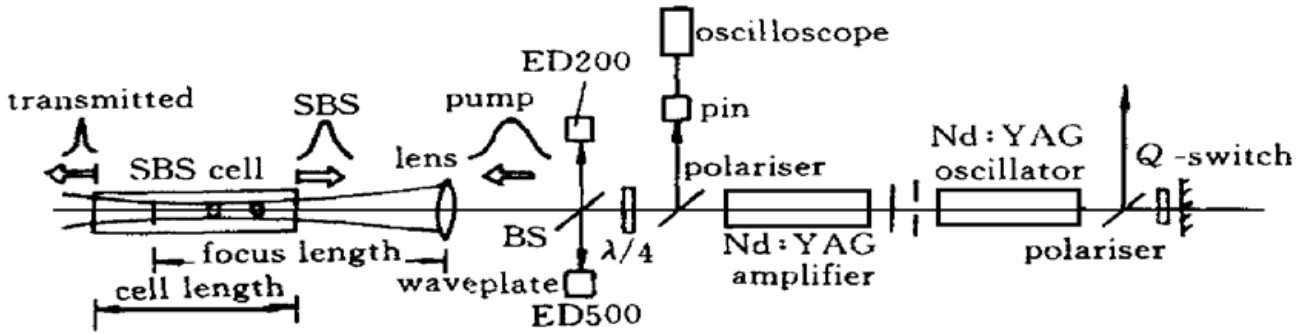 oscilloscope
ED200
transmitted
SBS
pump
pin
Nd:YAG
oscillator
Q-switch
SBS cell
lens
polariser
BS
λ/4
Nd:YAG
amplifier
polariser
focus length
waveplate
cell length
ED500